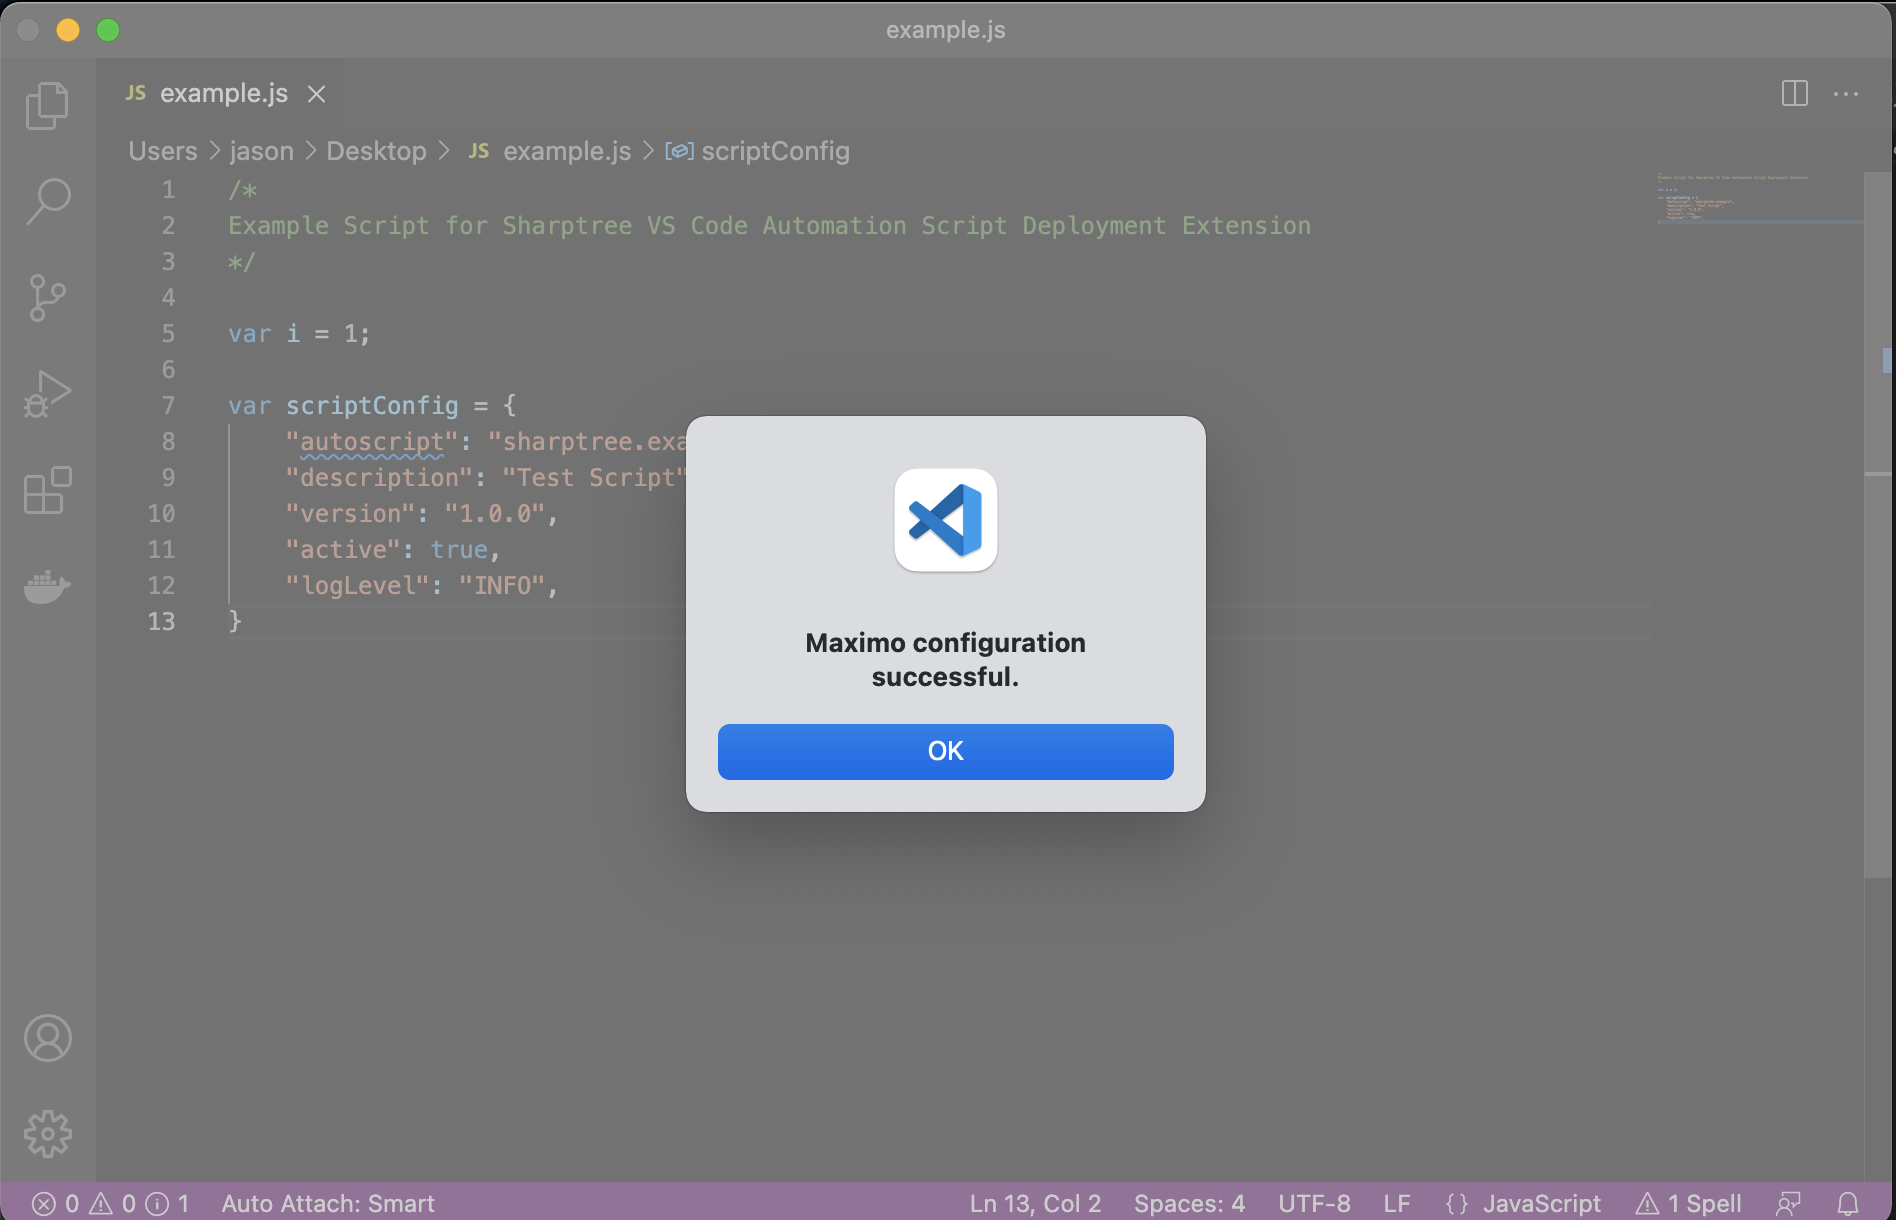 example.js
JS example.js
Users > jason > Desktop > JS example.js > scriptConfig
1 /*
2 Example Script for Sharptree VS Code Automation Script Deployment Extension
3 */
4
5 var i = 1;
6
7 var scriptConfig = {
8 "autoscript": "sharptree.exa
9 "description": "Test Script"
10 "version": "1.0.0",
11 "active": true,
12 "logLevel": "INFO",
13 }
Maximo configuration
successful.
OK
0 0 1 Auto Attach: Smart Ln 13, Col 2 Spaces: 4 UTF-8 LF {} JavaScript 1 Spell